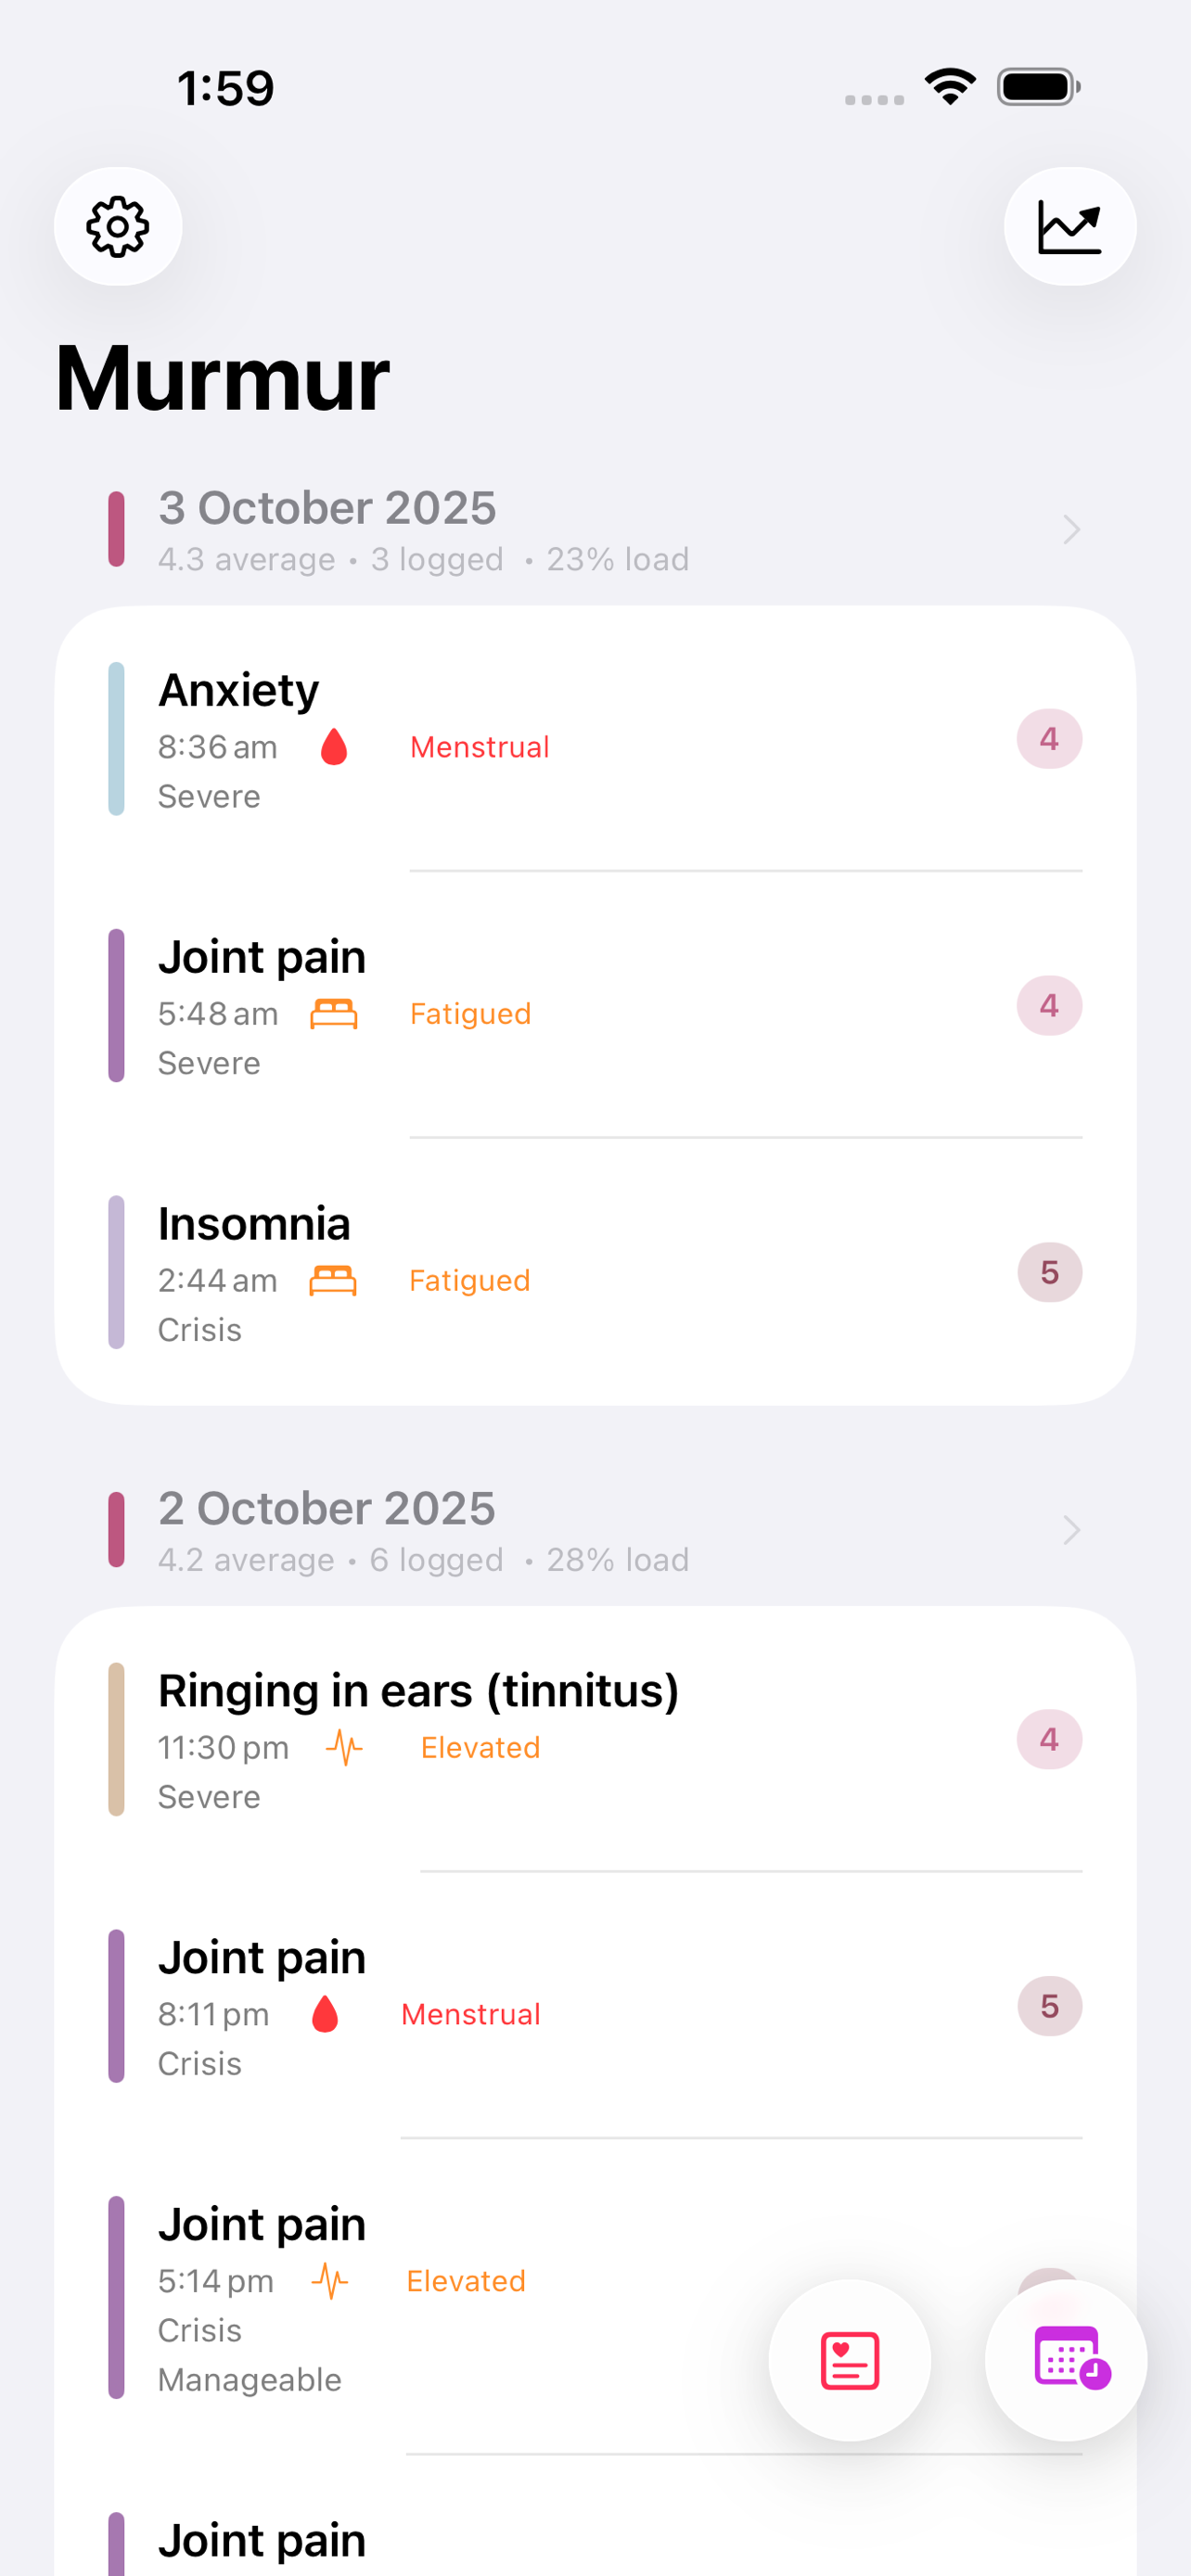 1:59
Murmur
3 October 2025
4.3 average • 3 logged • 23% load
Anxiety
8:36 am Menstrual
4
Severe
Joint pain
5:48 am Fatigued
4
Severe
Insomnia
2:44 am Fatigued
5
Crisis
2 October 2025
4.2 average • 6 logged • 28% load
Ringing in ears (tinnitus)
11:30 pm Elevated
4
Severe
Joint pain
8:11 pm Menstrual
5
Crisis
Joint pain
5:14 pm Elevated
Crisis
Manageable
Joint pain